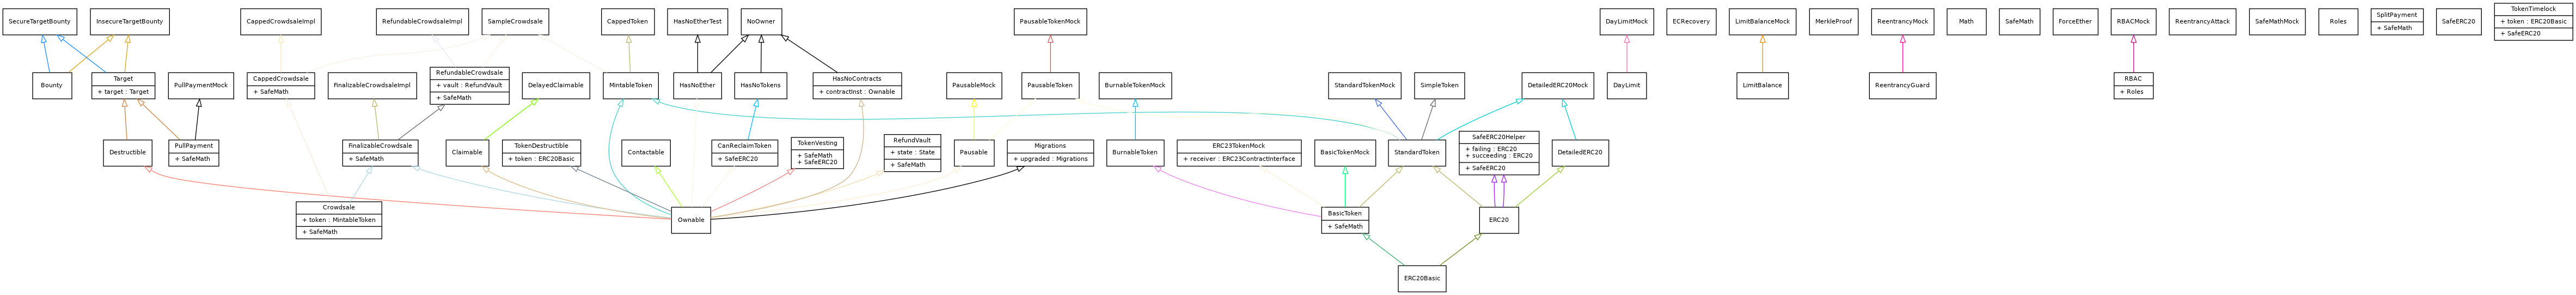 SecureTargetBounty
InsecureTargetBounty
CappedCrowdsaleImpl
RefundableCrowdsaleImpl
SampleCrowdsale
CappedToken
HasNoEtherTest
NoOwner
PausableTokenMock
DayLimitMock
ECRecovery
LimitBalanceMock
MerkleProof
ReentrancyMock
Math
SafeMath
ForceEther
RBACMock
ReentrancyAttack
SafeMathMock
Roles
SplitPayment
+ SafeMath
SafeERC20
TokenTimelock
+ token : ERC20Basic
+ SafeERC20
Bounty
Target
+ target : Target
PullPaymentMock
CappedCrowdsale
+ SafeMath
FinalizableCrowdsaleImpl
RefundableCrowdsale
+ vault : RefundVault
+ SafeMath
DelayedClaimable
MintableToken
HasNoEther
HasNoTokens
HasNoContracts
+ contractInst : Ownable
PausableMock
PausableToken
BurnableTokenMock
StandardTokenMock
SimpleToken
DetailedERC20Mock
DayLimit
LimitBalance
ReentrancyGuard
RBAC
+ Roles
Destructible
PullPayment
+ SafeMath
FinalizableCrowdsale
+ SafeMath
Claimable
TokenDestructible
+ token : ERC20Basic
Contactable
CanReclaimToken
+ SafeERC20
TokenVesting
+ SafeMath
+ SafeERC20
RefundVault
+ state : State
+ SafeMath
Pausable
Migrations
+ upgraded : Migrations
BurnableToken
ERC23TokenMock
+ receiver : ERC23ContractInterface
BasicTokenMock
StandardToken
SafeERC20Helper
+ failing : ERC20
+ succeeding : ERC20
+ SafeERC20
DetailedERC20
Crowdsale
+ token : MintableToken
+ SafeMath
Ownable
BasicToken
+ SafeMath
ERC20
ERC20Basic